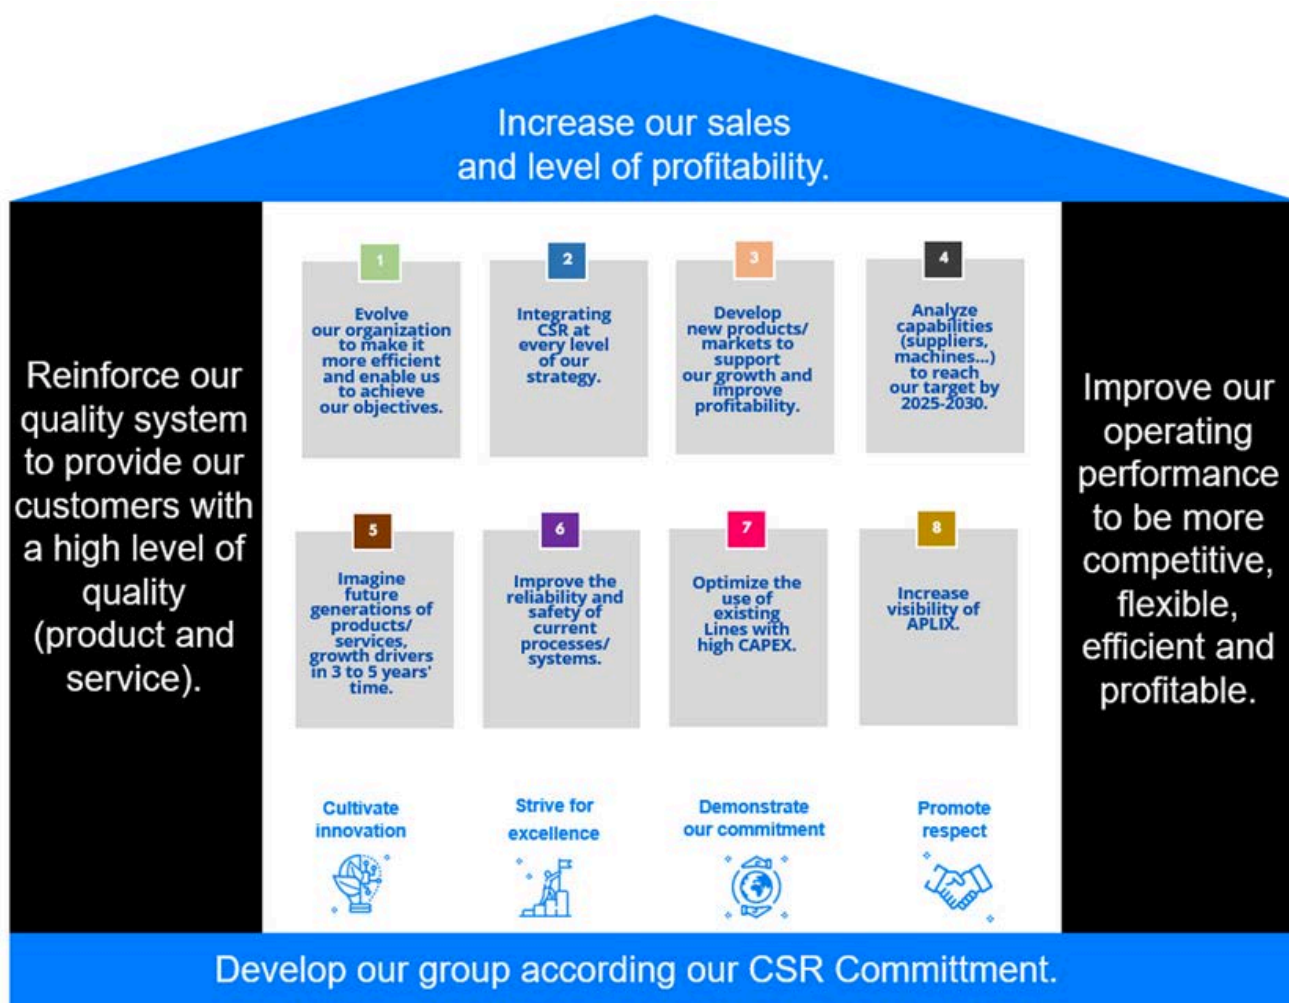 Increase our sales
and level of profitability.
Reinforce our
quality system
to provide our
customers with
a high level of
quality
(product and
service).
1
Evolve
our organization
to make it
more efficient
and enable us
to achieve
our objectives.
2
Integrating
CSR at
every level
of our
strategy.
3
Develop
new products/
markets to
support
our growth and
improve
profitability.
4
Analyze
capabilities
(suppliers,
machines...)
to reach
our target by
2025-2030.
5
Imagine
future
generations of
products/
services,
growth drivers
in 3 to 5 years'
time.
6
Improve the
reliability and
safety of
current
processes/
systems.
7
Optimize the
use of
existing
Lines with
high CAPEX.
8
Increase
visibility of
APLIX.
Cultivate
innovation
Strive for
excellence
Demonstrate
our commitment
Promote
respect
Improve our
operating
performance
to be more
competitive,
flexible,
efficient and
profitable.
Develop our group according our CSR Committment.